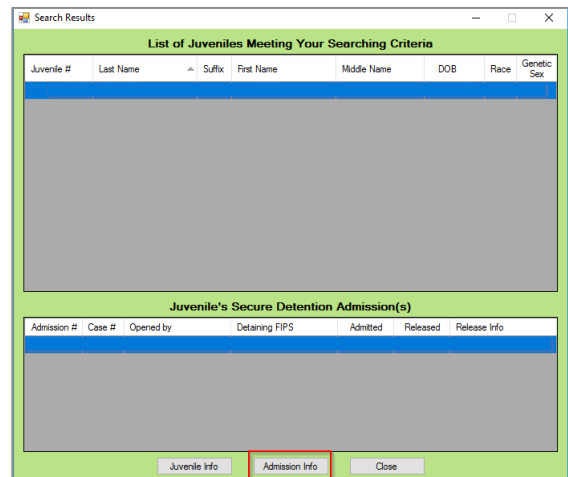 Search Results
List of Juveniles Meeting Your Searching Criteria
Juvenile # Last Name Suffix First Name Middle Name DOB Race Genetic Sex
Juvenile's Secure Detention Admission(s)
Admission # Case # Opened by Detaining FIPS Admitted Released Release Info
Juvenile Info Admission Info Close